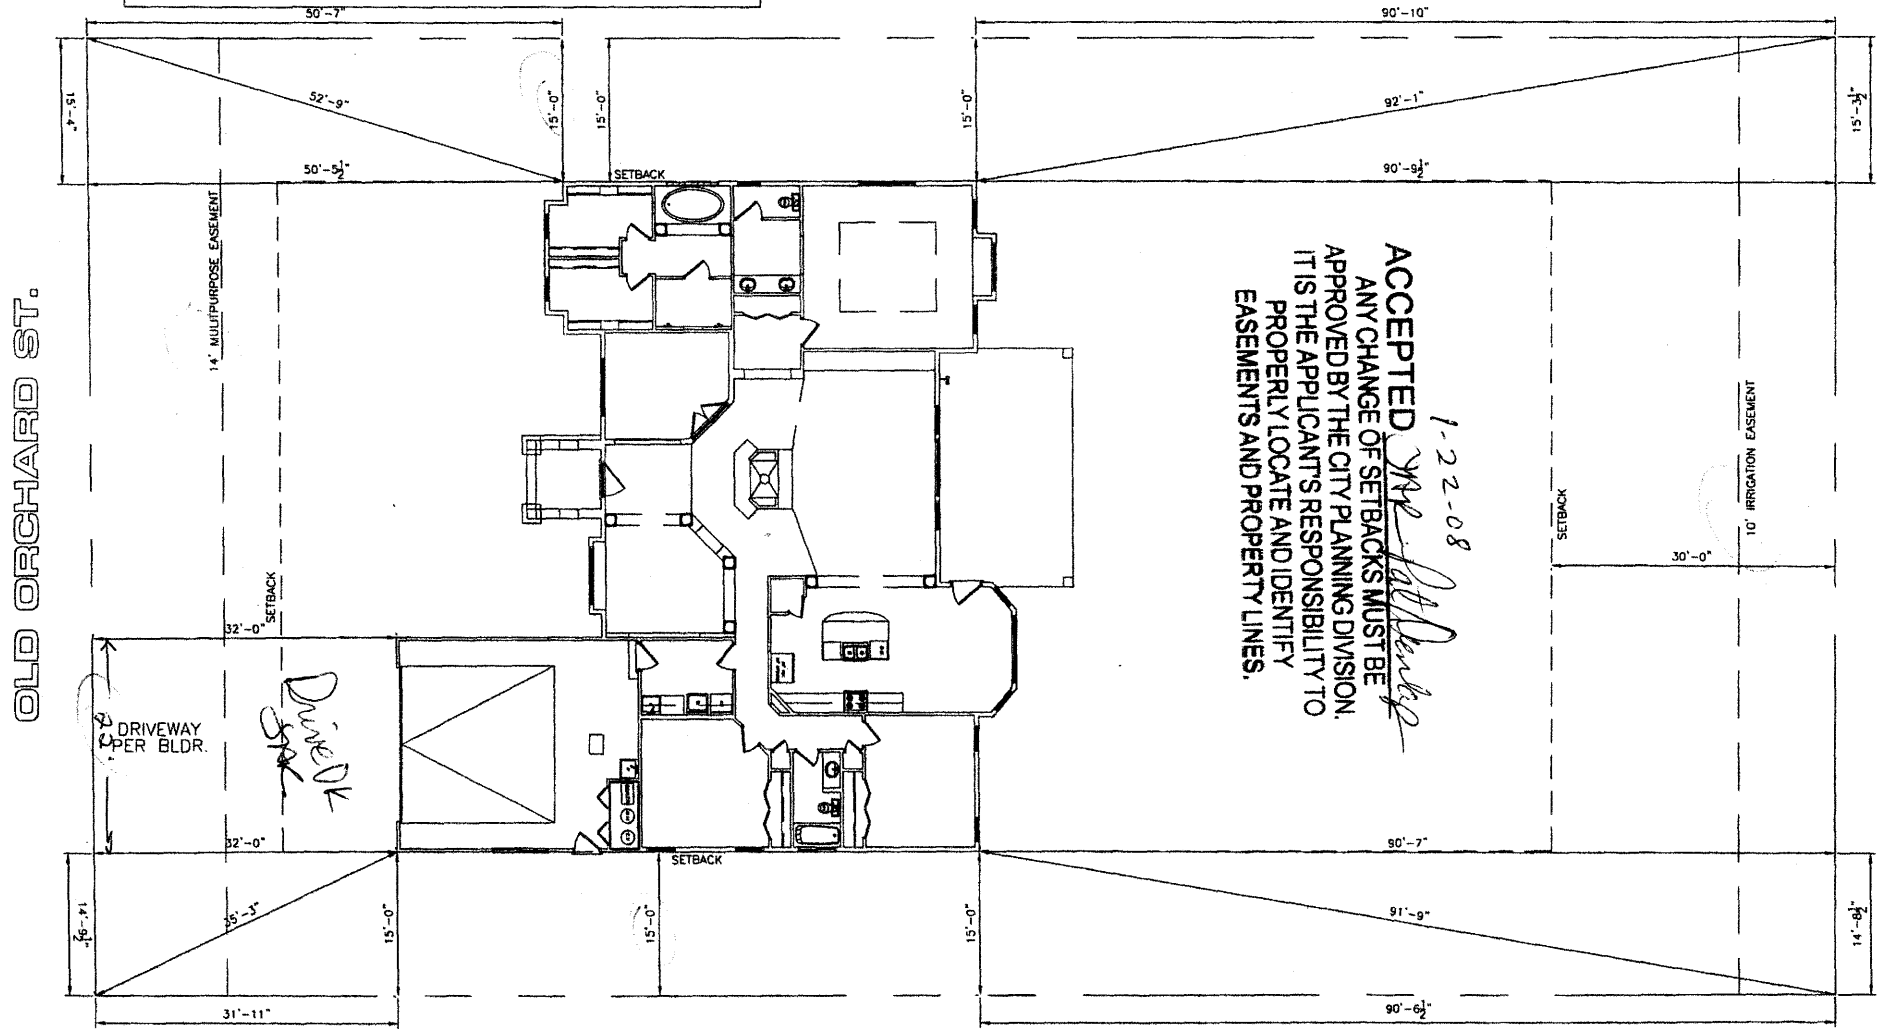 50'-7"
90'-10"
15'-4"
52'-9"
15'-0"
15'-0"
15'-0"
92'-1"
15'-3½"
50'-5½"
SETBACK
90'-9½"
14' MULITPURPOSE EASEMENT
OLD ORCHARD ST.
ACCEPTED
1-22-08
ANY CHANGE OF SETBACKS MUST BE
APPROVED BY THE CITY PLANNING DIVISION.
IT IS THE APPLICANT'S RESPONSIBILITY TO
PROPERLY LOCATE AND IDENTIFY
EASEMENTS AND PROPERTY LINES.
SETBACK
10' IRRIGATION EASEMENT
30'-0"
SETBACK
32'-0"
DRIVEWAY
PER BLDR.
Drive OK
32'-0"
SETBACK
90'-7"
14'-6½"
35'-3"
15'-0"
15'-0"
15'-0"
91'-9"
14'-8½"
31'-11"
90'-6½"